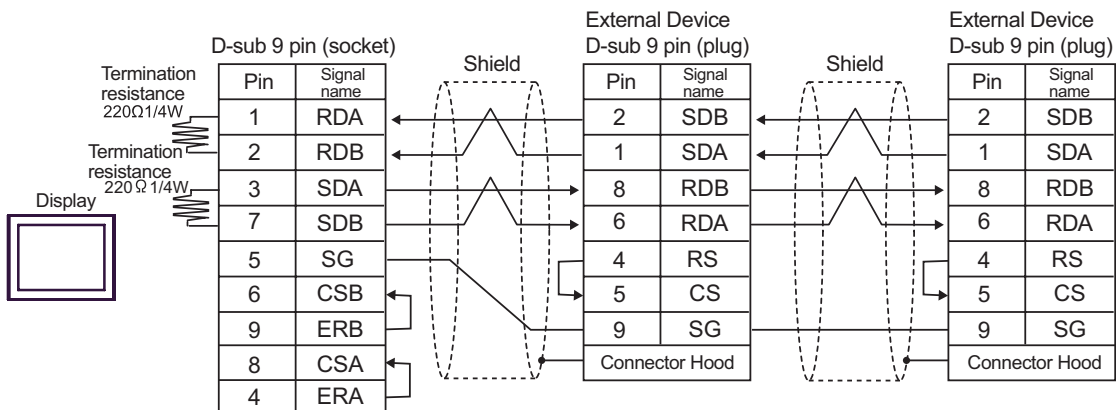 External Device
External Device
D-sub 9 pin (socket)
D-sub 9 pin (plug)
D-sub 9 pin (plug)
Shield
Shield
Termination
resistance
220Ω1/4W
Termination
resistance
220 Ω 1/4W
Display
Pin Signal name
1 RDA
2 RDB
3 SDA
7 SDB
5 SG
6 CSB
9 ERB
8 CSA
4 ERA
Pin Signal name
2 SDB
1 SDA
8 RDB
6 RDA
4 RS
5 CS
9 SG
Connector Hood
Pin Signal name
2 SDB
1 SDA
8 RDB
6 RDA
4 RS
5 CS
9 SG
Connector Hood